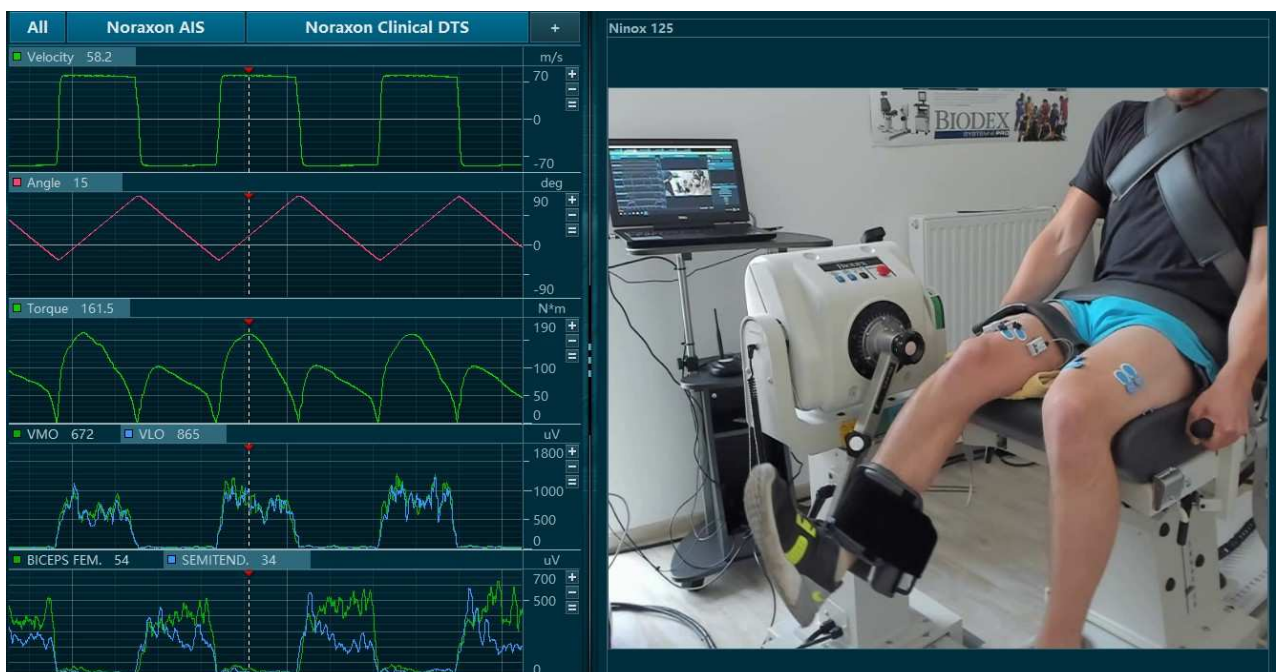 All Noraxon AIS Noraxon Clinical DTS +
Ninox 125
Velocity 58.2 m/s
70
0
-70
Angle 15 deg
90
0
-90
Torque 161.5 N*m
190
100
50
0
VMO 672 VLO 865 uV
1800
1000
500
0
BICEPS FEM. 54 SEMITEND. 34 uV
700
500
0
BIODEX
SYSTEM 4 PRO